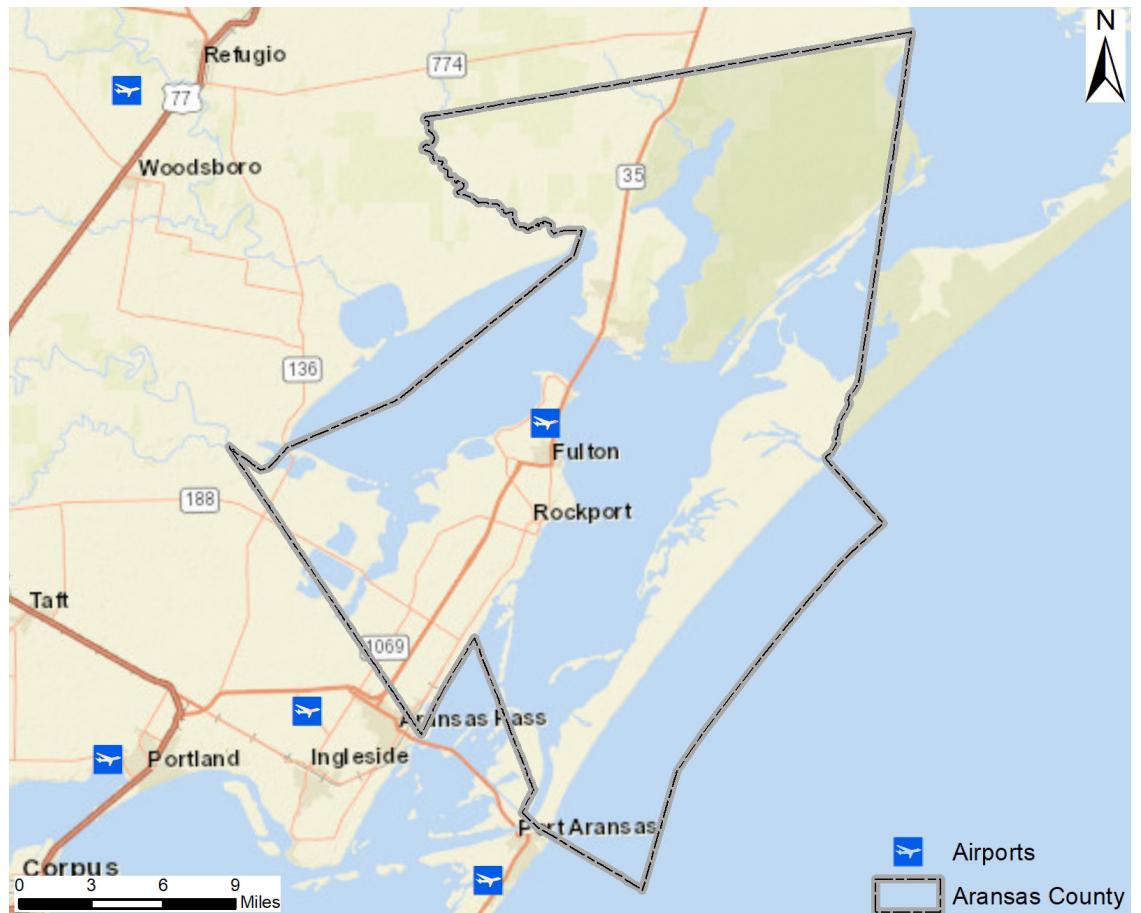 N
Refugio
774
77
Woodsboro
35
136
Fulton
188
Rockport
Taft
1069
Aransas Pass
Portland
Ingleside
Port Aransas
Corpus
Airports
0 3 6 9
Miles
Aransas County